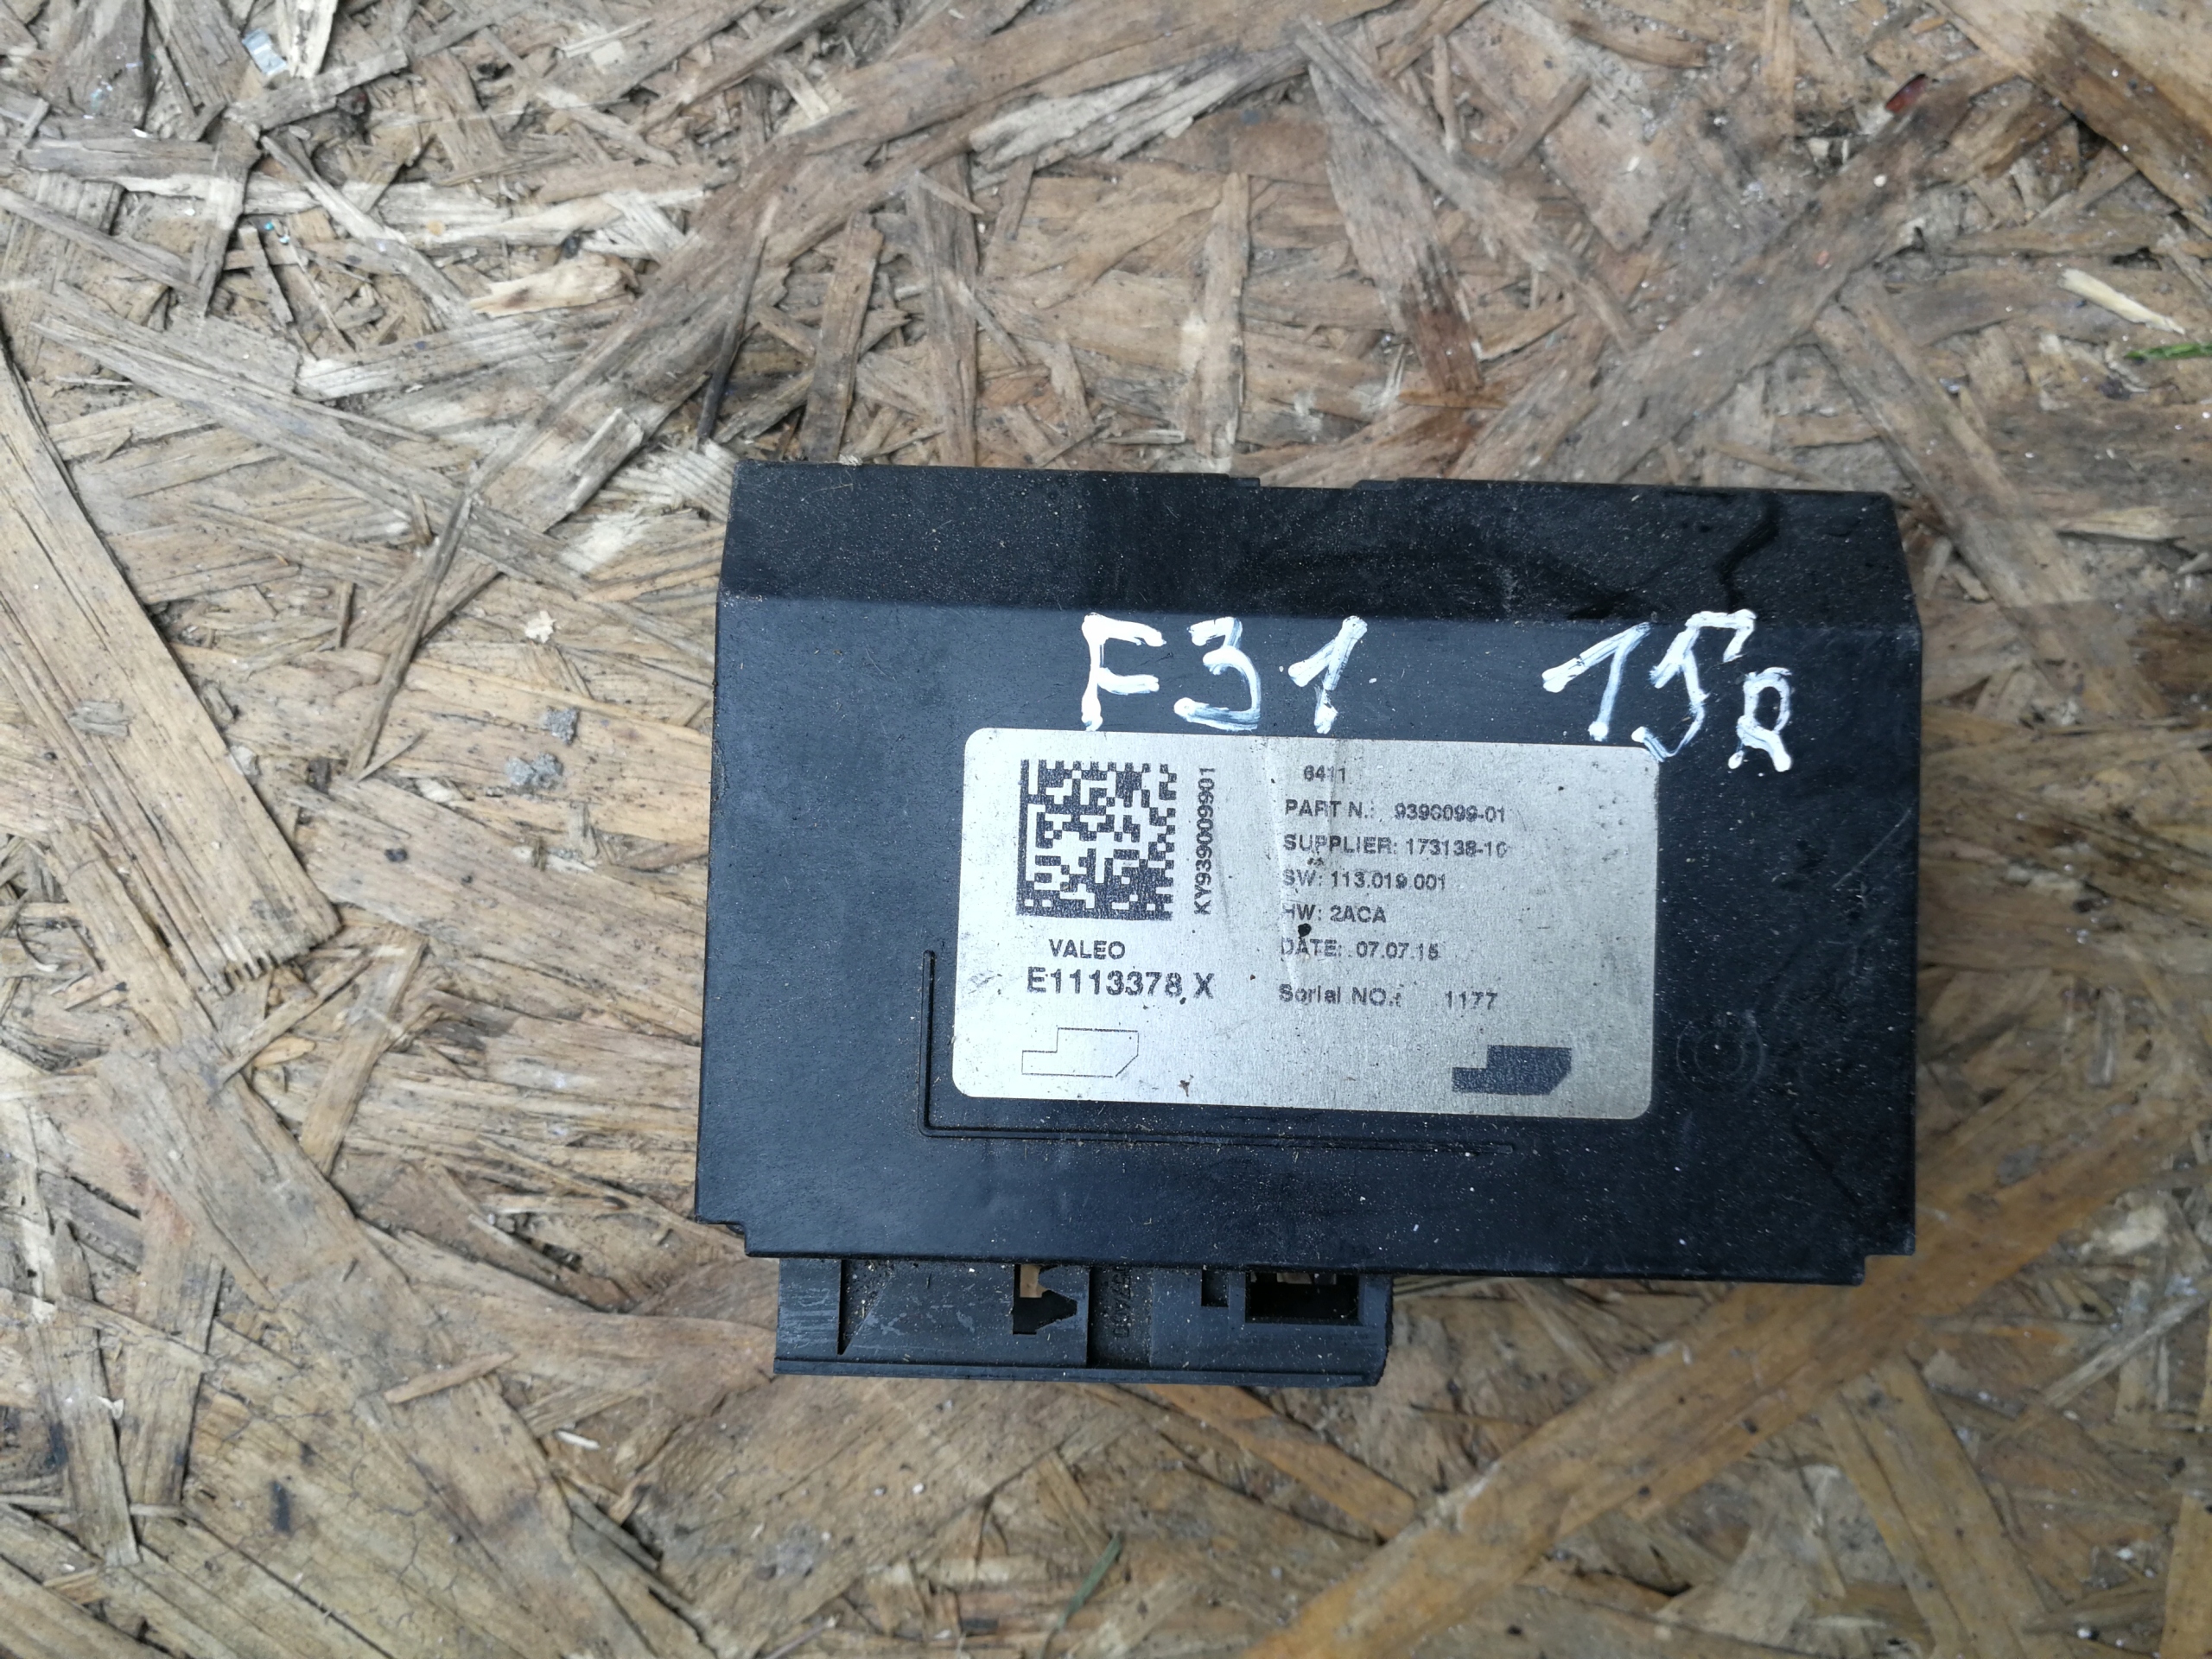 F31 15R
KY939009901
6411
PART N.: 9390099-01
SUPPLIER: 173138-10
SW: 113.019.001
HW: 2ACA
DATE: 07.07.15
Serial NO.: 1177
VALEO
E1113378 X